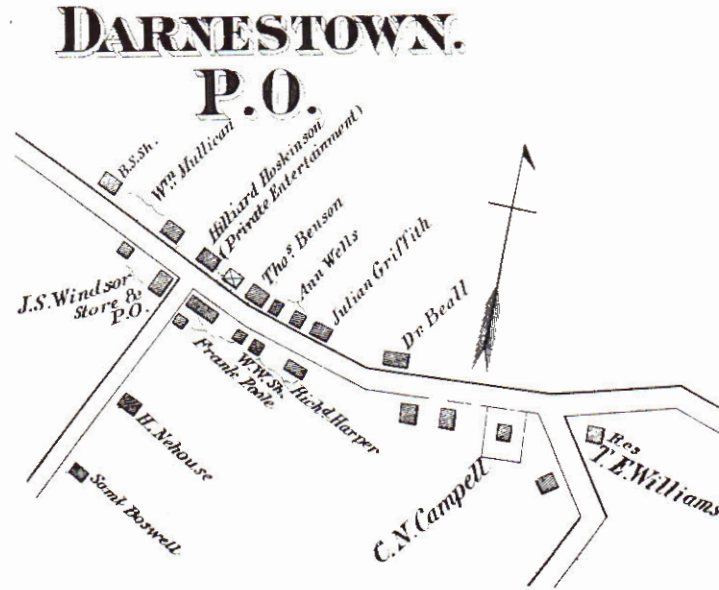 DARNESTOWN.
P.O.
B.S.Sh.
Wm. Mullican
Hilliard Hoskinson
(Private Entertainment)
Thos Benson
Ann Wells
Julian Griffith
Dr. Beall
J.S. Windsor
Store &
P.O.
Frank Poole
W.W.Sh.
Richd. Harper
H. Nehouse
Saml. Boswell
C.N. Campell
Res
T.E. Williams